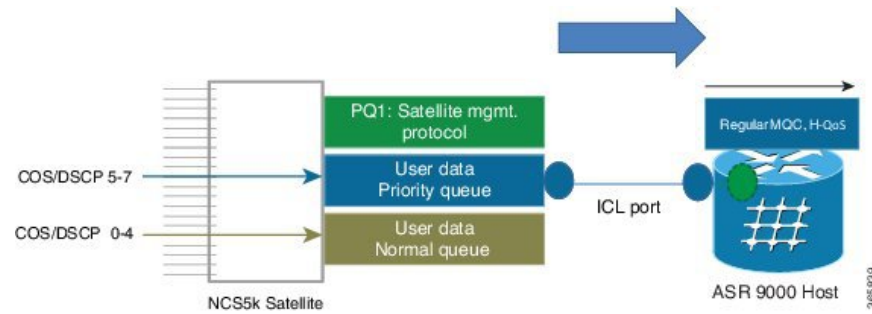 PQ1: Satellite mgmt.
protocol
Regular MQC, H-QoS
COS/DSCP 5-7
User data
Priority queue
ICL port
COS/DSCP 0-4
User data
Normal queue
NCS5k Satellite
ASR 9000 Host